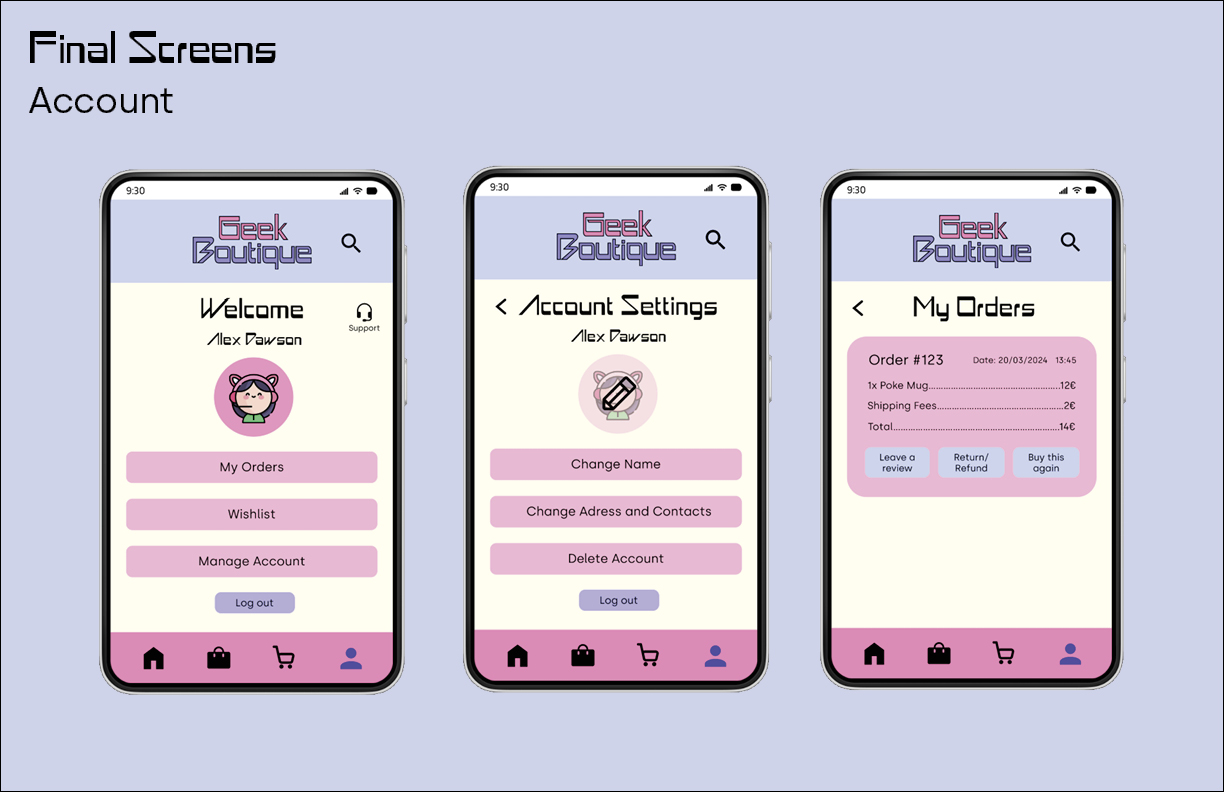 Final Screens
Account
9:30
Geek
Boutique
Welcome
Support
Alex Dawson
My Orders
Wishlist
Manage Account
Log out
9:30
Geek
Boutique
Account Settings
Alex Dawson
Change Name
Change Adress and Contacts
Delete Account
Log out
9:30
Geek
Boutique
My Orders
Order #123 Date: 20/03/2024 13:45
1x Poke Mug..................................................12€
Shipping Fees................................................2€
Total..............................................................14€
Leave a
review
Return/
Refund
Buy this
again